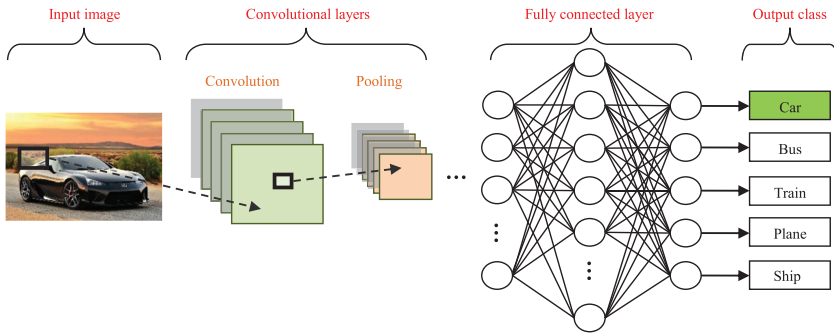 Input image
Convolutional layers
Fully connected layer
Output class
Convolution
Pooling
Car
Bus
Train
Plane
Ship